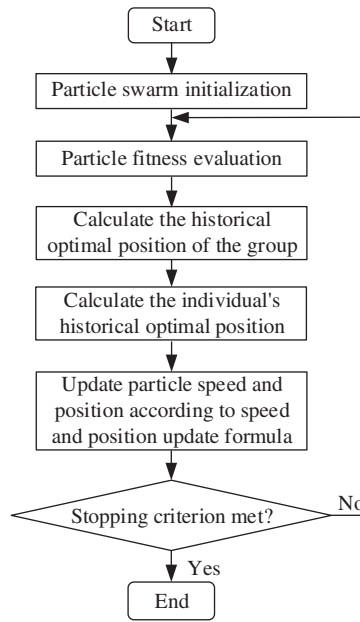 Start
Particle swarm initialization
Particle fitness evaluation
Calculate the historical
optimal position of the group
Calculate the individual's
historical optimal position
Update particle speed and
position according to speed
and position update formula
Stopping criterion met?
No
Yes
End